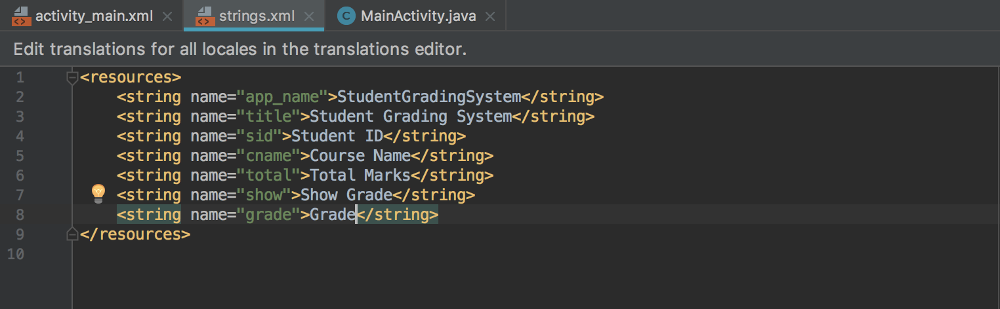 activity_main.xml strings.xml MainActivity.java
Edit translations for all locales in the translations editor.
1 <resources>
2 <string name="app_name">StudentGradingSystem</string>
3 <string name="title">Student Grading System</string>
4 <string name="sid">Student ID</string>
5 <string name="cname">Course Name</string>
6 <string name="total">Total Marks</string>
7 <string name="show">Show Grade</string>
8 <string name="grade">Grade</string>
9 </resources>
10